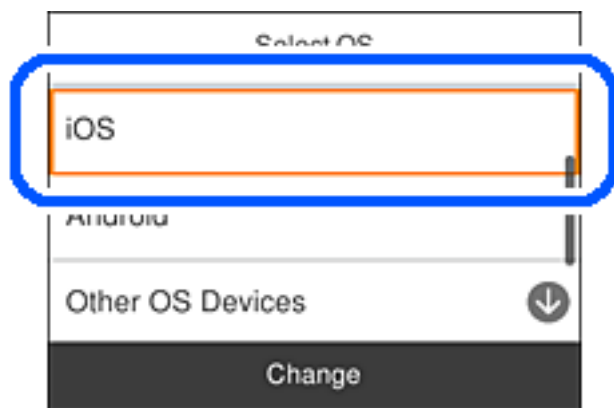 Select OS
iOS
Android
Other OS Devices
Change